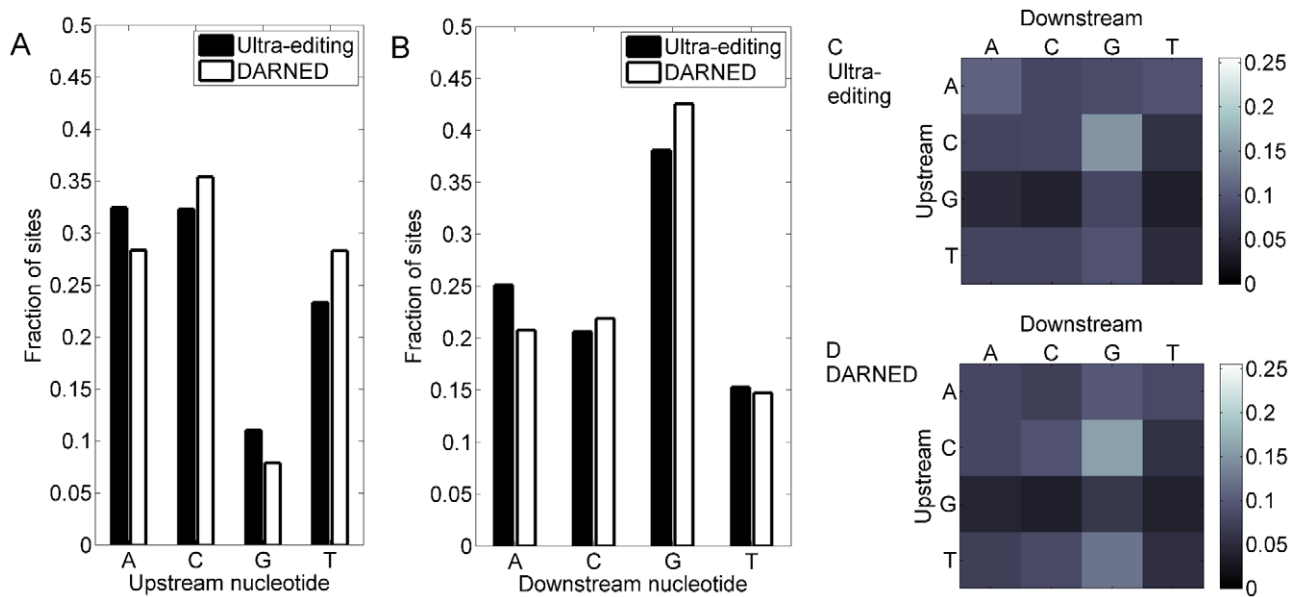 A
0.5
0.45
0.4
0.35
0.3
0.25
0.2
0.15
0.1
0.05
0
Fraction of sites
Ultra-editing
DARNED
A C G T
Upstream nucleotide
B
0.5
0.45
0.4
0.35
0.3
0.25
0.2
0.15
0.1
0.05
0
Fraction of sites
Ultra-editing
DARNED
A C G T
Downstream nucleotide
C
Ultra-
editing
Downstream
A C G T
Upstream
A
C
G
T
0.25
0.2
0.15
0.1
0.05
0
D
DARNED
Downstream
A C G T
Upstream
A
C
G
T
0.25
0.2
0.15
0.1
0.05
0